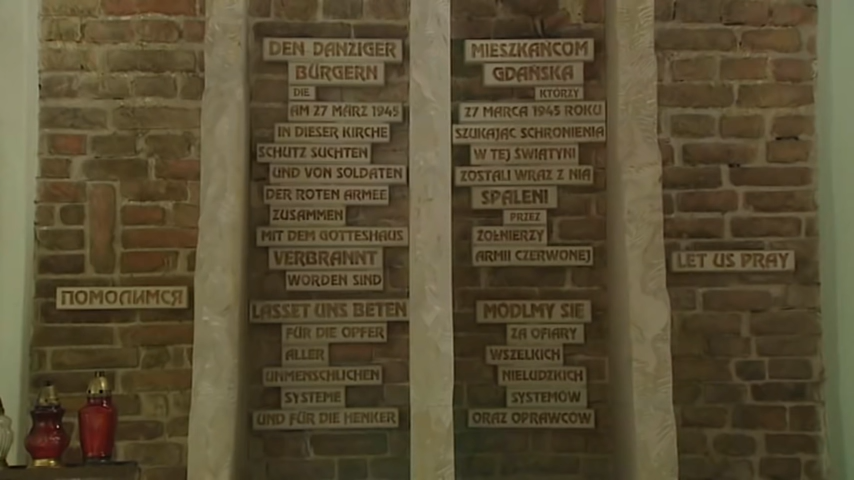 ПОМОЛИМСЯ
DEN DANZIGER
BÜRGERN
DIE
AM 27 MÄRZ 1945
IN DIESER KIRCHE
SCHUTZ SUCHTEN
UND VON SOLDATEN
DER ROTEN ARMEE
ZUSAMMEN
MIT DEM GOTTESHAUS
VERBRANNT
WORDEN SIND
LASSET UNS BETEN
FÜR DIE OPFER
ALLER
UNMENSCHLICHEN
SYSTEME
UND FÜR DIE HENKER
MIESZKAŃCOM
GDAŃSKA
KTÓRZY
27 MARCA 1945 ROKU
SZUKAJĄC SCHRONIENIA
W TEJ ŚWIĄTYNI
ZOSTALI WRAZ Z NIĄ
SPALENI
PRZEZ
ŻOŁNIERZY
ARMII CZERWONEJ
MÓDLMY SIĘ
ZA OFIARY
WSZELKICH
NIELUDZKICH
SYSTEMÓW
ORAZ OPRAWCÓW
LET US PRAY